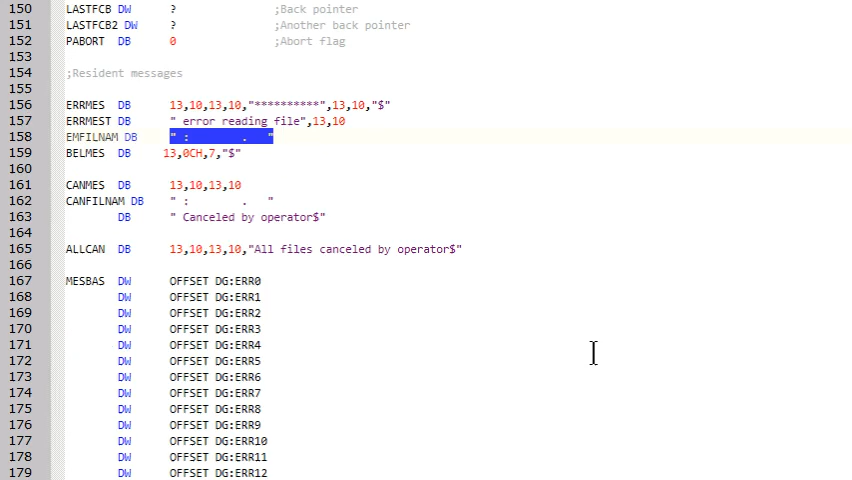 150 LASTFCB DW ? ;Back pointer
151 LASTFCB2 DW ? ;Another back pointer
152 PABORT DB 0 ;Abort flag
153
154 ;Resident messages
155
156 ERRMES DB 13,10,13,10,"**********",13,10,"$"
157 ERRMEST DB " error reading file",13,10
158 EMFILNAM DB " :        .   "
159 BELMES DB 13,0CH,7,"$"
160
161 CANMES DB 13,10,13,10
162 CANFILNAM DB " :        .   "
163 DB " Canceled by operator$"
164
165 ALLCAN DB 13,10,13,10,"All files canceled by operator$"
166
167 MESBAS DW OFFSET DG:ERR0
168 DW OFFSET DG:ERR1
169 DW OFFSET DG:ERR2
170 DW OFFSET DG:ERR3
171 DW OFFSET DG:ERR4
172 DW OFFSET DG:ERR5
173 DW OFFSET DG:ERR6
174 DW OFFSET DG:ERR7
175 DW OFFSET DG:ERR8
176 DW OFFSET DG:ERR9
177 DW OFFSET DG:ERR10
178 DW OFFSET DG:ERR11
179 DW OFFSET DG:ERR12